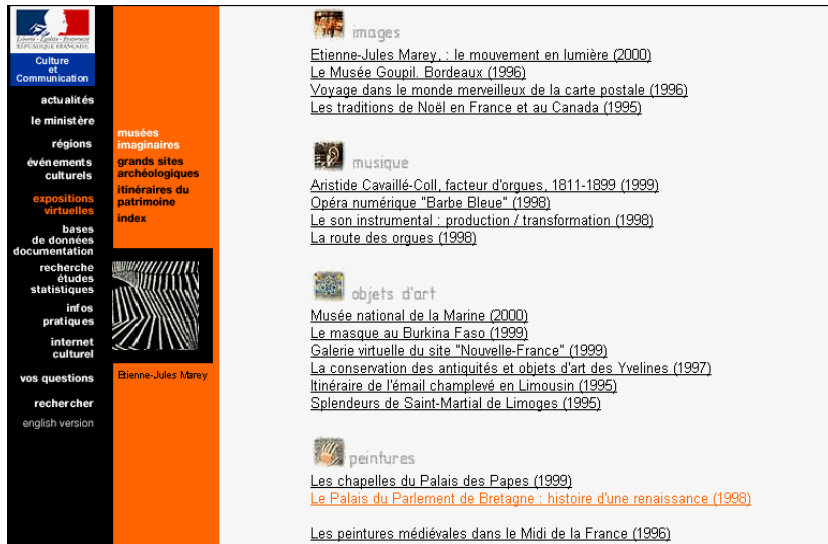 Liberté • Égalité • Fraternité
RÉPUBLIQUE FRANÇAISE
Culture
et
Communication
actualités
le ministère
régions
événements
culturels
expositions
virtuelles
bases
de données
documentation
recherche
études
statistiques
infos
pratiques
internet
culturel
vos questions
rechercher
english version
musées
imaginaires
grands sites
archéologiques
itinéraires du
patrimoine
index
Etienne-Jules Marey
images
Etienne-Jules Marey, : le mouvement en lumière (2000)
Le Musée Goupil. Bordeaux (1996)
Voyage dans le monde merveilleux de la carte postale (1996)
Les traditions de Noël en France et au Canada (1995)
musique
Aristide Cavaillé-Coll, facteur d'orgues, 1811-1899 (1999)
Opéra numérique "Barbe Bleue" (1998)
Le son instrumental : production / transformation (1998)
La route des orgues (1998)
objets d'art
Musée national de la Marine (2000)
Le masque au Burkina Faso (1999)
Galerie virtuelle du site "Nouvelle-France" (1999)
La conservation des antiquités et objets d'art des Yvelines (1997)
Itinéraire de l'émail champlevé en Limousin (1995)
Splendeurs de Saint-Martial de Limoges (1995)
peintures
Les chapelles du Palais des Papes (1999)
Le Palais du Parlement de Bretagne : histoire d'une renaissance (1998)
Les peintures médiévales dans le Midi de la France (1996)